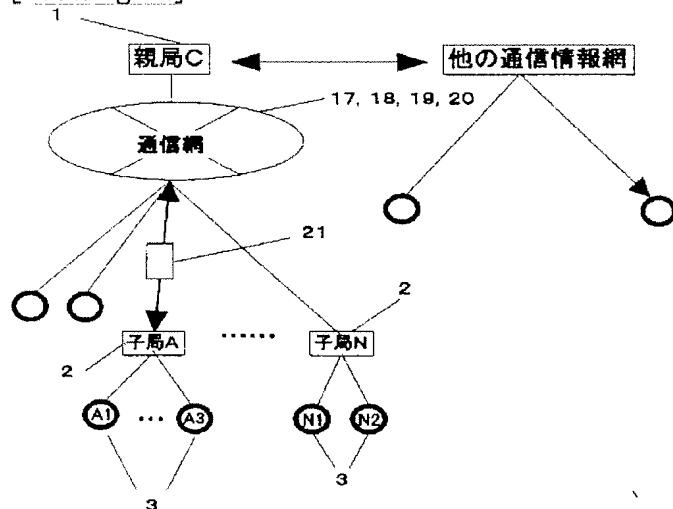 1
親局C
他の通信情報網
17, 18, 19, 20
通信網
21
2
子局A
......
子局N
2
A1
...
A3
N1
N2
3
3